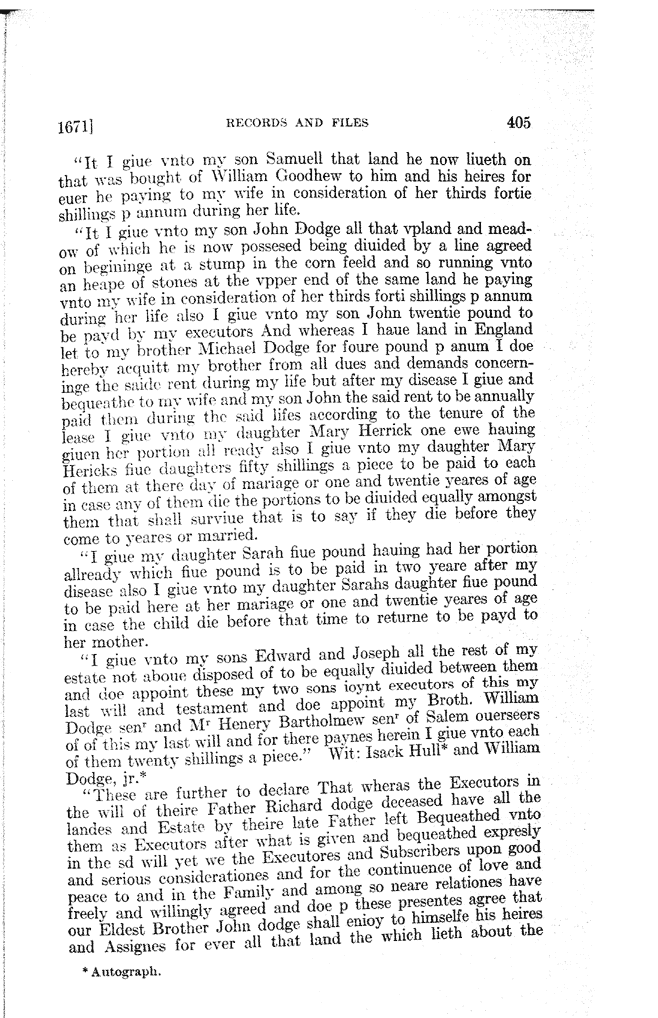 1671]
RECORDS AND FILES
405
"It I giue vnto my son Samuell that land he now liueth on
that was bought of William Goodhew to him and his heires for
euer he paying to my wife in consideration of her thirds fortie
shillings p annum during her life.
"It I giue vnto my son John Dodge all that vpland and mead-
ow of which he is now possesed being diuided by a line agreed
on begininge at a stump in the corn feeld and so running vnto
an heape of stones at the vpper end of the same land he paying
vnto my wife in consideration of her thirds forti shillings p annum
during her life also I giue vnto my son John twentie pound to
be payd by my executors And whereas I haue land in England
let to my brother Michael Dodge for foure pound p anum I doe
hereby acquitt my brother from all dues and demands concern-
inge the saide rent during my life but after my disease I giue and
bequeathe to my wife and my son John the said rent to be annually
paid them during the said lifes according to the tenure of the
lease I giue vnto my daughter Mary Herrick one ewe hauing
giuen her portion all ready also I giue vnto my daughter Mary
Hericks fiue daughters fifty shillings a piece to be paid to each
of them at there day of mariage or one and twentie yeares of age
in case any of them die the portions to be diuided equally amongst
them that shall surviue that is to say if they die before they
come to yeares or married.
"I giue my daughter Sarah fiue pound hauing had her portion
allready which fiue pound is to be paid in two yeare after my
disease also I giue vnto my daughter Sarahs daughter fiue pound
to be paid here at her mariage or one and twentie yeares of age
in case the child die before that time to returne to be payd to
her mother.
"I giue vnto my sons Edward and Joseph all the rest of my
estate not aboue disposed of to be equally diuided between them
and doe appoint these my two sons ioynt executors of this my
last will and testament and doe appoint my Broth. William
Dodge senr and Mr Henery Bartholmew senr of Salem ouerseers
of of this my last will and for there paynes herein I giue vnto each
of them twenty shillings a piece." Wit: Isack Hull* and William
Dodge, jr.*
"These are further to declare That wheras the Executors in
the will of theire Father Richard dodge deceased have all the
landes and Estate by theire late Father left Bequeathed vnto
them as Executors after what is given and bequeathed expresly
in the sd will yet we the Executores and Subscribers upon good
and serious considerationes and for the continuence of love and
peace to and in the Family and among so neare relationes have
freely and willingly agreed and doe p these presentes agree that
our Eldest Brother John dodge shall enioy to himselfe his heires
and Assignes for ever all that land the which lieth about the
* Autograph.